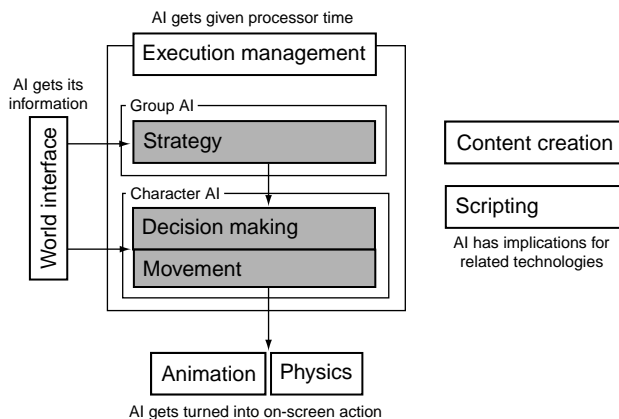 AI gets given processor time
Execution management
AI gets its
information
Group AI
Strategy
World interface
Character AI
Decision making
Movement
Content creation
Scripting
AI has implications for
related technologies
Animation
Physics
AI gets turned into on-screen action